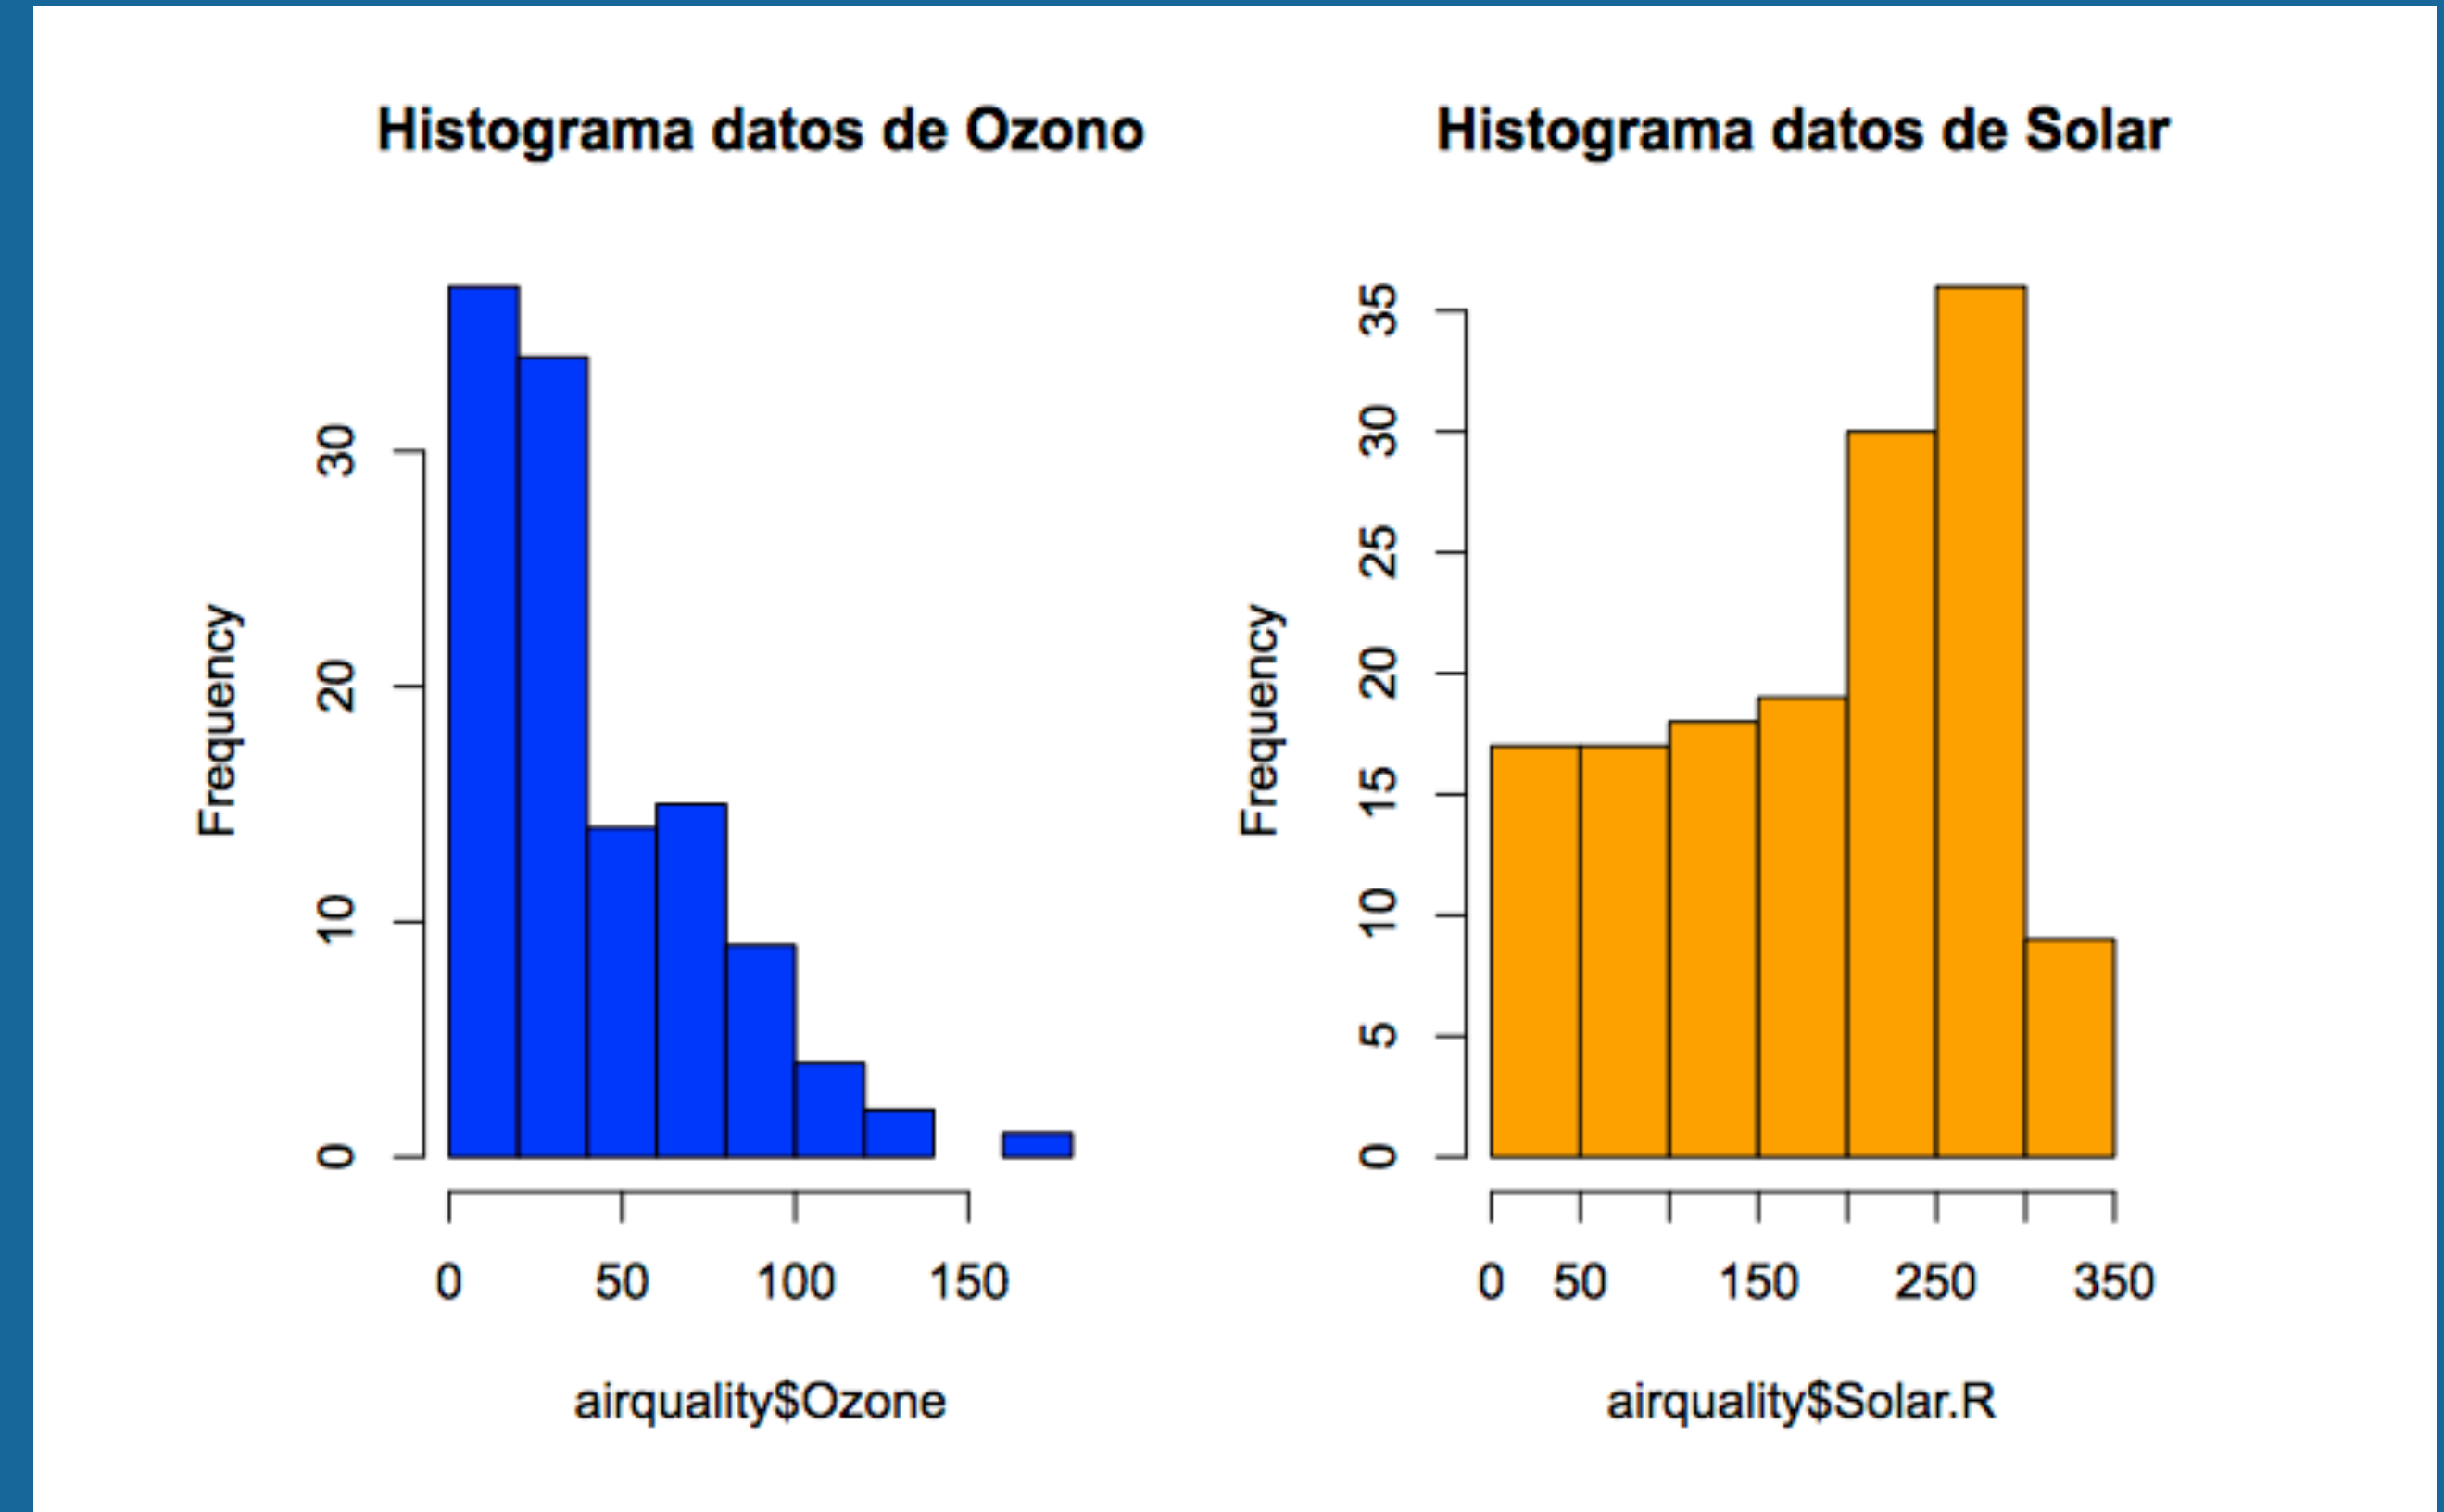 Histograma datos de Ozono
Frequency
30
20
10
0
0 50 100 150
airquality$Ozone
Histograma datos de Solar
Frequency
35
30
25
20
15
10
5
0
0 50 150 250 350
airquality$Solar.R